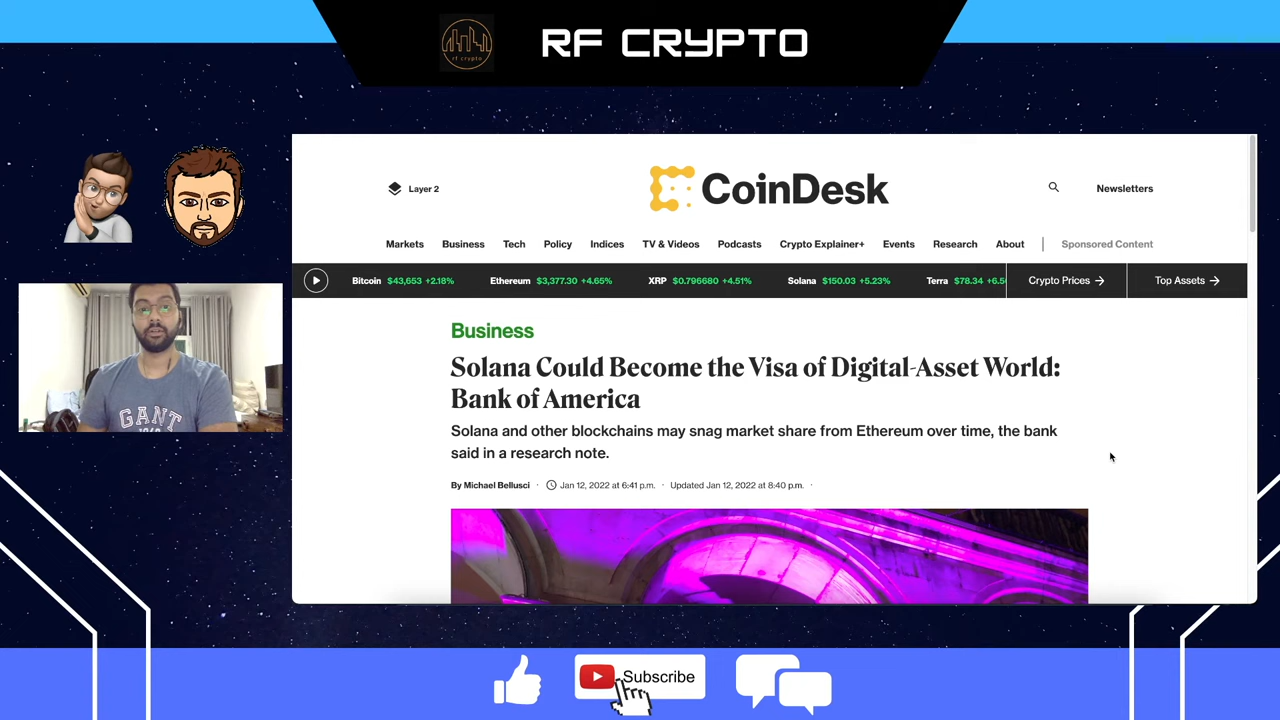 rf crypto
RF CRYPTO
Layer 2
CoinDesk
Newsletters
Markets Business Tech Policy Indices TV & Videos Podcasts Crypto Explainer+ Events Research About Sponsored Content
Bitcoin $43,653 +2.18% Ethereum $3,377.30 +4.65% XRP $0.796680 +4.51% Solana $150.03 +5.23% Terra $78.34 +6.5 Crypto Prices → Top Assets →
Business
Solana Could Become the Visa of Digital-Asset World:
Bank of America
Solana and other blockchains may snag market share from Ethereum over time, the bank
said in a research note.
By Michael Bellusci · Jan 12, 2022 at 6:41 p.m. · Updated Jan 12, 2022 at 8:40 p.m. ·
GANT
Subscribe